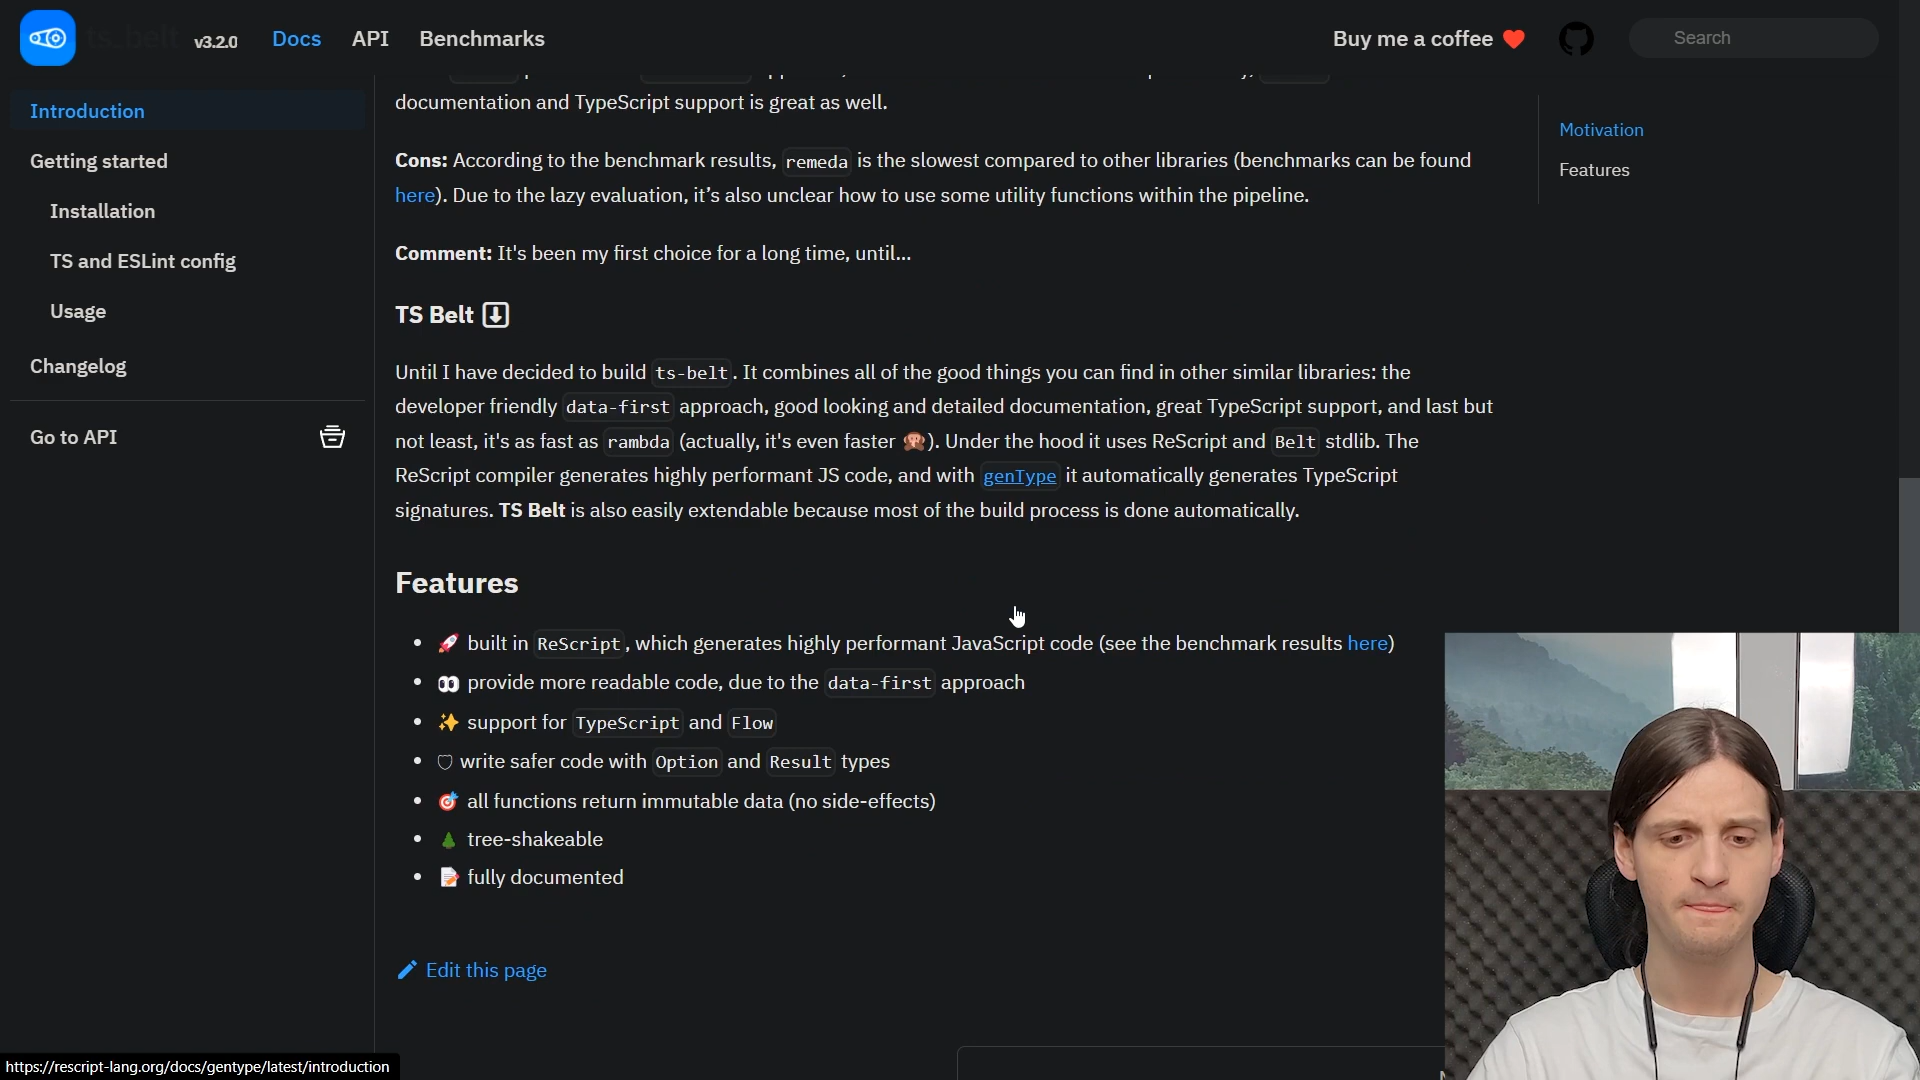 ts_belt v3.2.0 Docs API Benchmarks Buy me a coffee Search
Introduction
Getting started
Installation
TS and ESLint config
Usage
Changelog
Go to API
documentation and TypeScript support is great as well.
Cons: According to the benchmark results, remeda is the slowest compared to other libraries (benchmarks can be found
here). Due to the lazy evaluation, it’s also unclear how to use some utility functions within the pipeline.
Comment: It's been my first choice for a long time, until...
TS Belt
Until I have decided to build ts-belt. It combines all of the good things you can find in other similar libraries: the
developer friendly data-first approach, good looking and detailed documentation, great TypeScript support, and last but
not least, it's as fast as rambda (actually, it's even faster 🙊). Under the hood it uses ReScript and Belt stdlib. The
ReScript compiler generates highly performant JS code, and with genType it automatically generates TypeScript
signatures. TS Belt is also easily extendable because most of the build process is done automatically.
Features
• 🚀 built in ReScript, which generates highly performant JavaScript code (see the benchmark results here)
• 👀 provide more readable code, due to the data-first approach
• ✨ support for TypeScript and Flow
• 🛡 write safer code with Option and Result types
• 🎯 all functions return immutable data (no side-effects)
• 🌲 tree-shakeable
• 📝 fully documented
Edit this page
Motivation
Features
https://rescript-lang.org/docs/gentype/latest/introduction